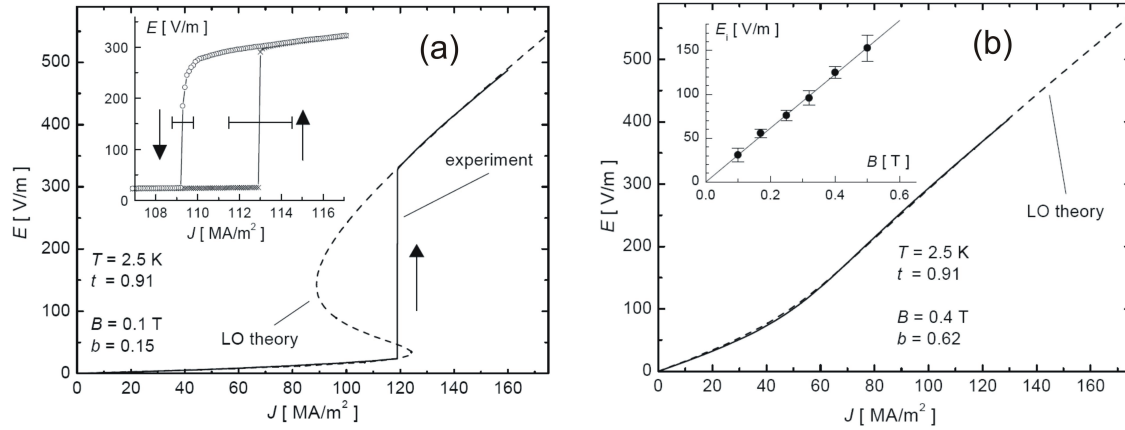 (a)
E [ V/m ]
500
400
300
200
100
0
0 20 40 60 80 100 120 140 160
J [ MA/m² ]
E [ V/m ]
300
200
100
0
108 110 112 114 116
J [ MA/m² ]
experiment
LO theory
T = 2.5 K
t = 0.91
B = 0.1 T
b = 0.15
(b)
E [ V/m ]
500
400
300
200
100
0
0 20 40 60 80 100 120 140 160
J [ MA/m² ]
E_i [ V/m ]
150
100
50
0
0.0 0.2 0.4 0.6
B [ T ]
LO theory
T = 2.5 K
t = 0.91
B = 0.4 T
b = 0.62